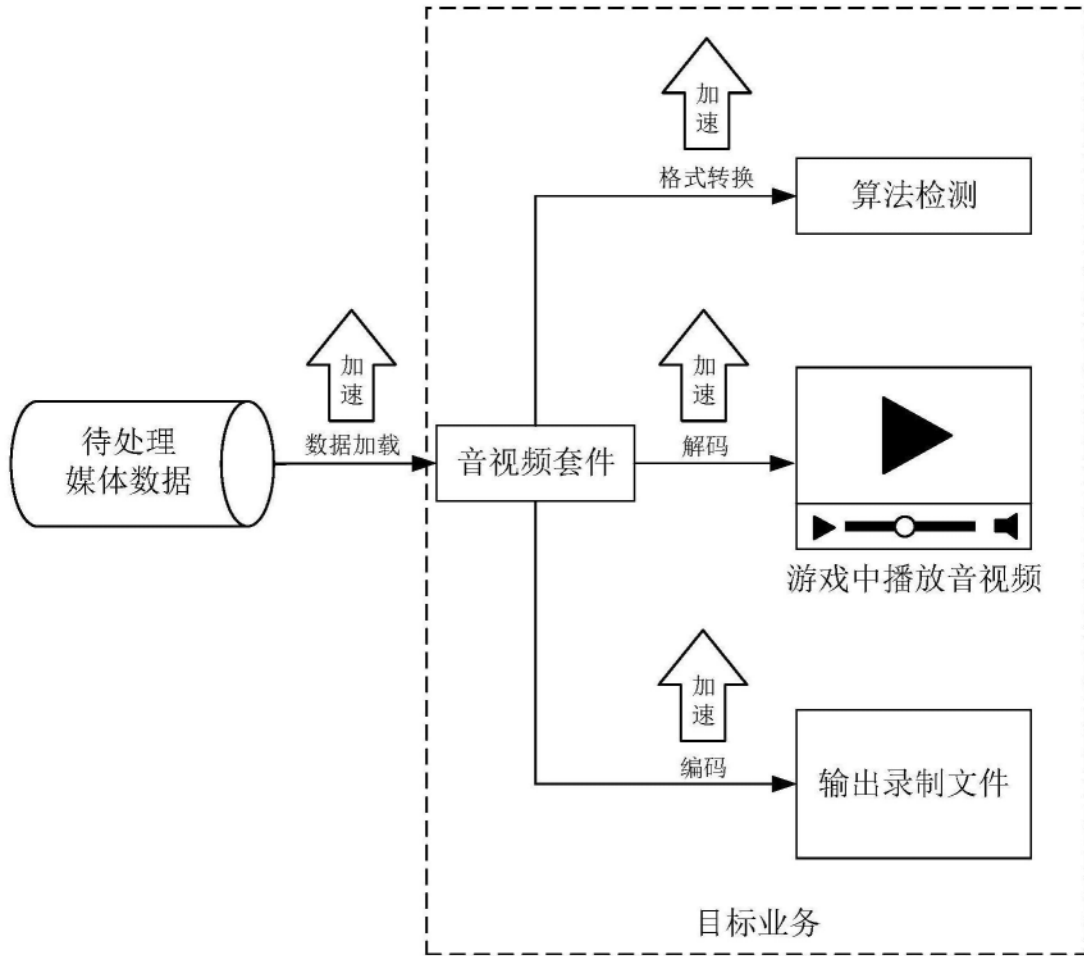 加
速
格式转换
算法检测
加
速
待处理
媒体数据
数据加载
音视频套件
加
速
解码
游戏中播放音视频
加
速
编码
输出录制文件
目标业务